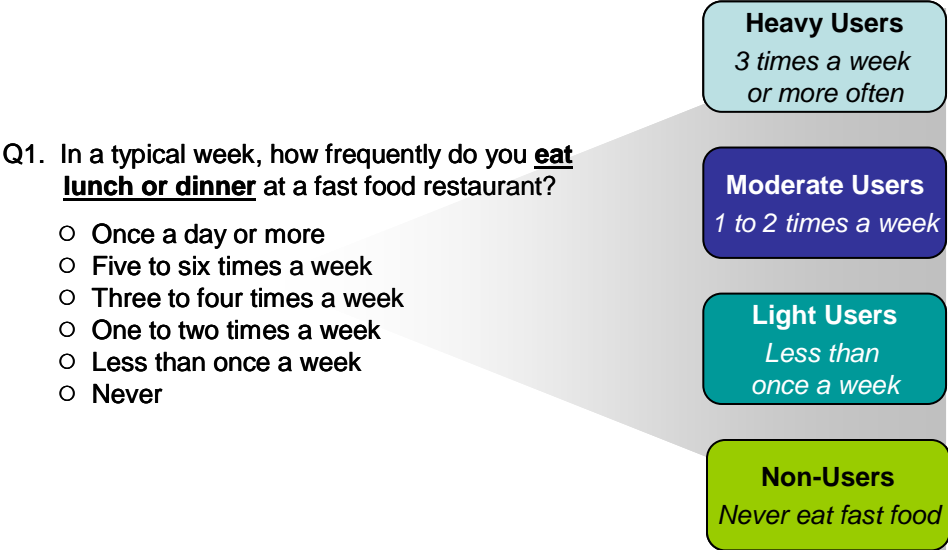 Q1. In a typical week, how frequently do you eat
lunch or dinner at a fast food restaurant?
Once a day or more
Five to six times a week
Three to four times a week
One to two times a week
Less than once a week
Never
Heavy Users
3 times a week
or more often
Moderate Users
1 to 2 times a week
Light Users
Less than
once a week
Non-Users
Never eat fast food